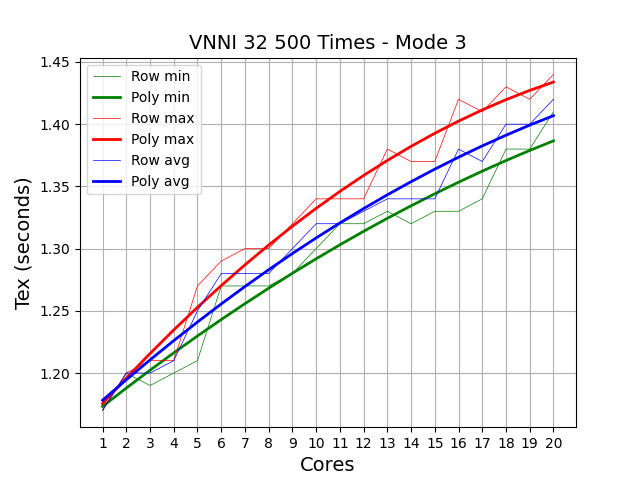 VNNI 32 500 Times - Mode 3
Tex (seconds)
1.45
1.40
1.35
1.30
1.25
1.20
Row min
Poly min
Row max
Poly max
Row avg
Poly avg
1 2 3 4 5 6 7 8 9 10 11 12 13 14 15 16 17 18 19 20
Cores